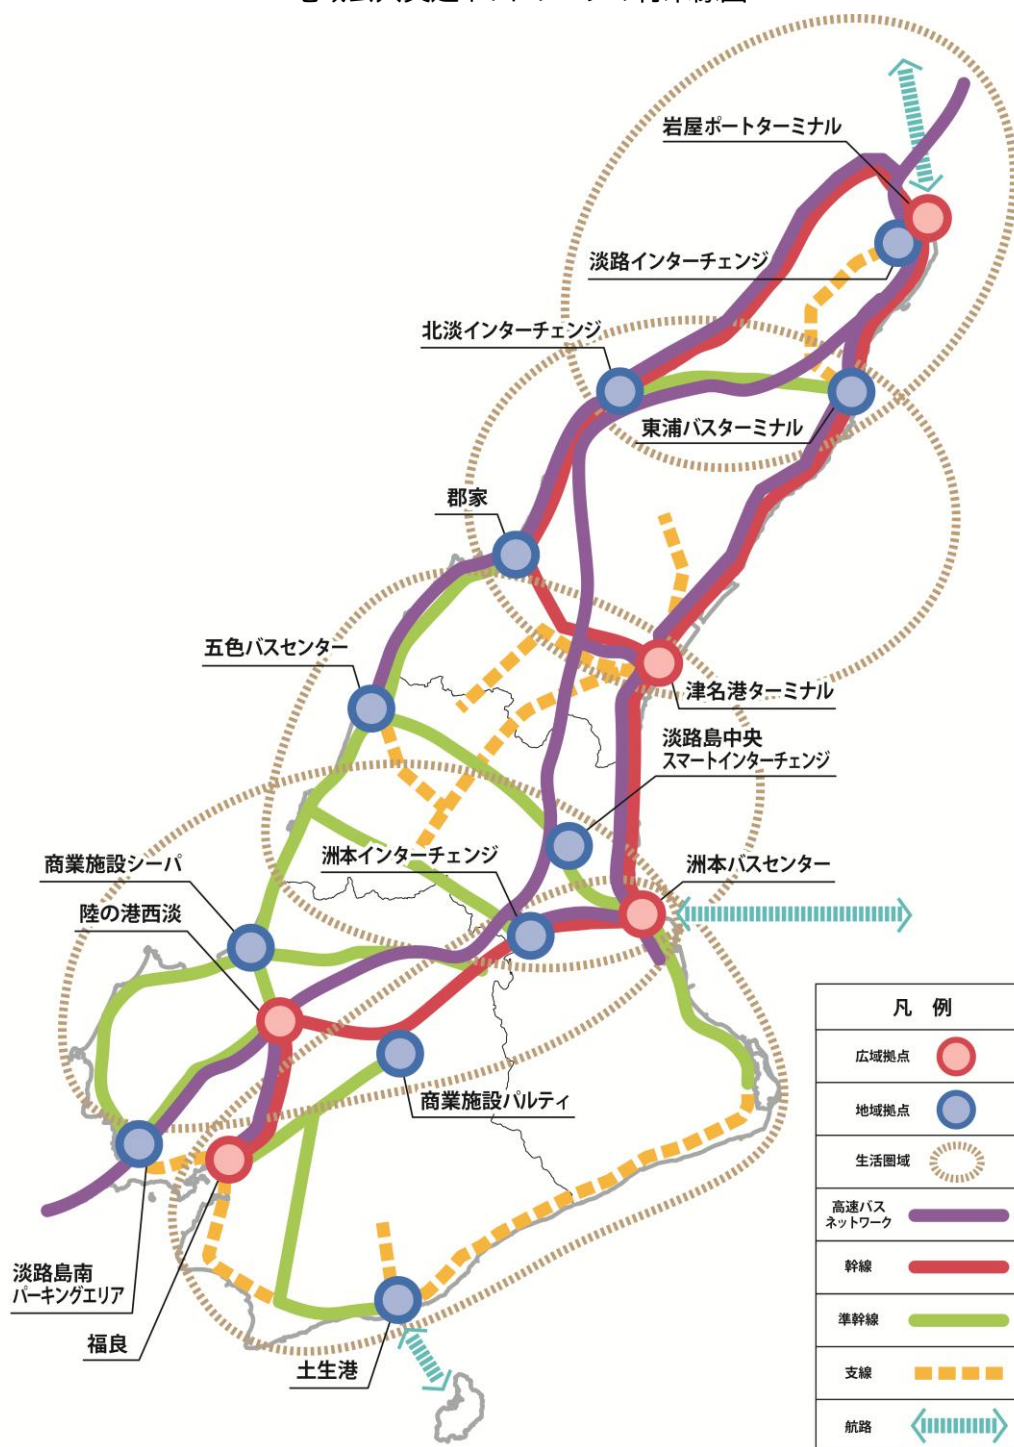 岩屋ポートターミナル
淡路インターチェンジ
北淡インターチェンジ
東浦バスターミナル
郡家
五色バスセンター
津名港ターミナル
淡路島中央
スマートインターチェンジ
商業施設シーパ
洲本インターチェンジ
洲本バスセンター
陸の港西淡
商業施設パルティ
淡路島南
パーキングエリア
福良
土生港
凡 例
広域拠点
地域拠点
生活圏域
高速バス
ネットワーク
幹線
準幹線
支線
航路